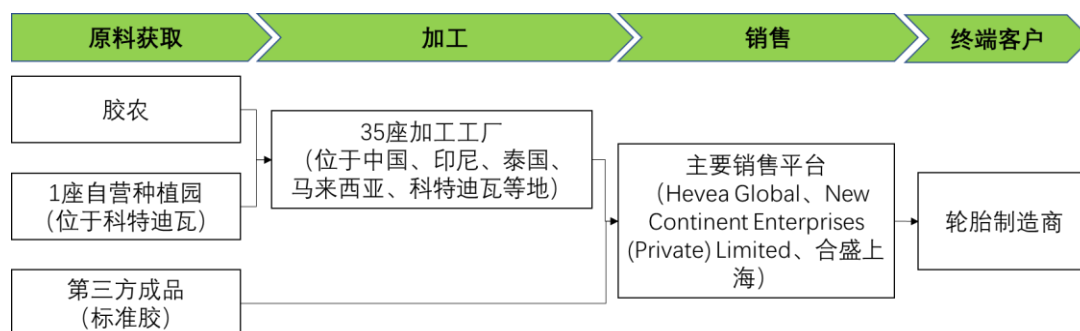 原料获取
加工
销售
终端客户
胶农
1座自营种植园
（位于科特迪瓦）
第三方成品
（标准胶）
35座加工工厂
（位于中国、印尼、泰国、
马来西亚、科特迪瓦等地）
主要销售平台
（Hevea Global、New
Continent Enterprises
(Private) Limited、合盛上
海）
轮胎制造商